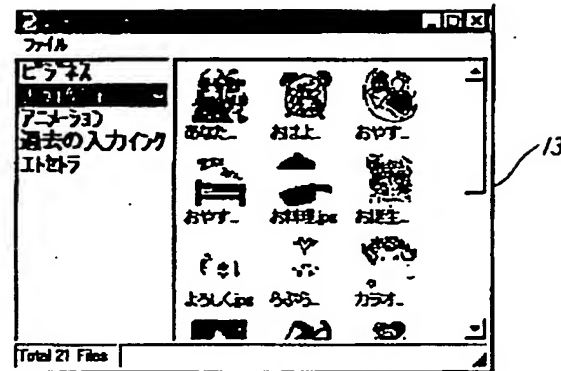 ファイル
ビジネス
アニメーション
過去の入力インク
エトセトラ
あなた_
おはよ_
おやす_
おやす_
お料理.jpg
お誕生_
よろしく.jpg
らぶら_
カラオ_
Total 21 Files
13